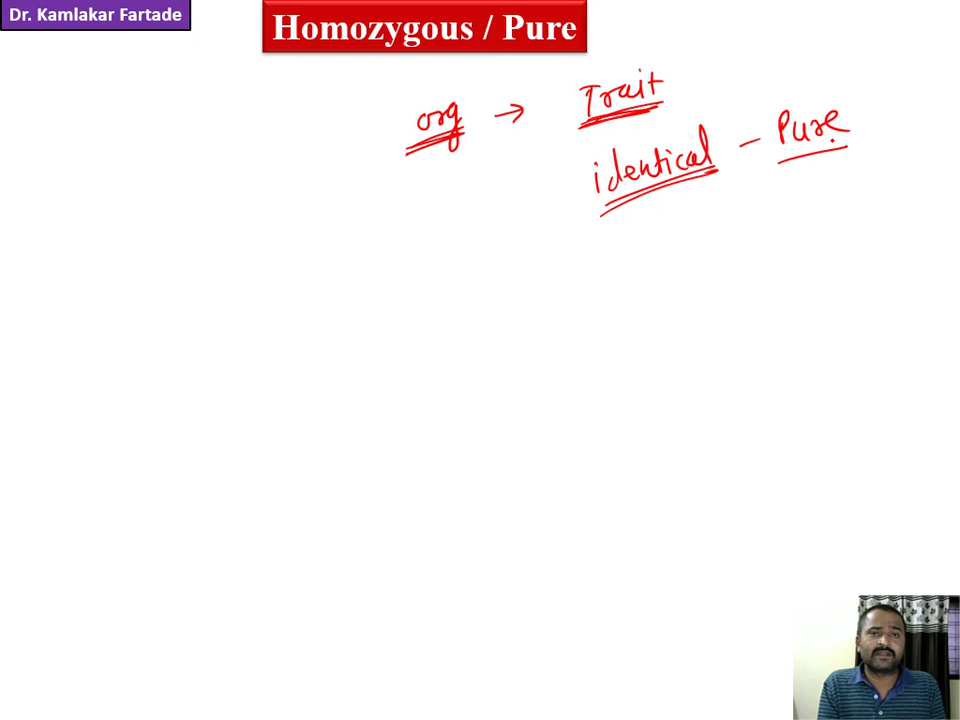 Dr. Kamlakar Fartade
Homozygous / Pure
org → Trait
identical – Pure